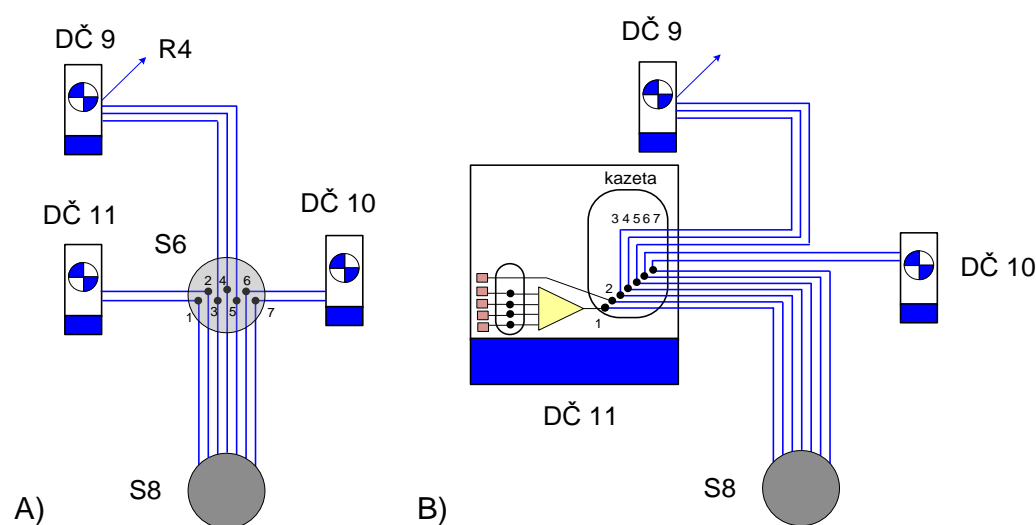 DČ 9
R4
DČ 11
S6
DČ 10
2 4 6
1 3 5 7
S8
A)
DČ 9
kazeta
3 4 5 6 7
2
1
DČ 10
DČ 11
S8
B)